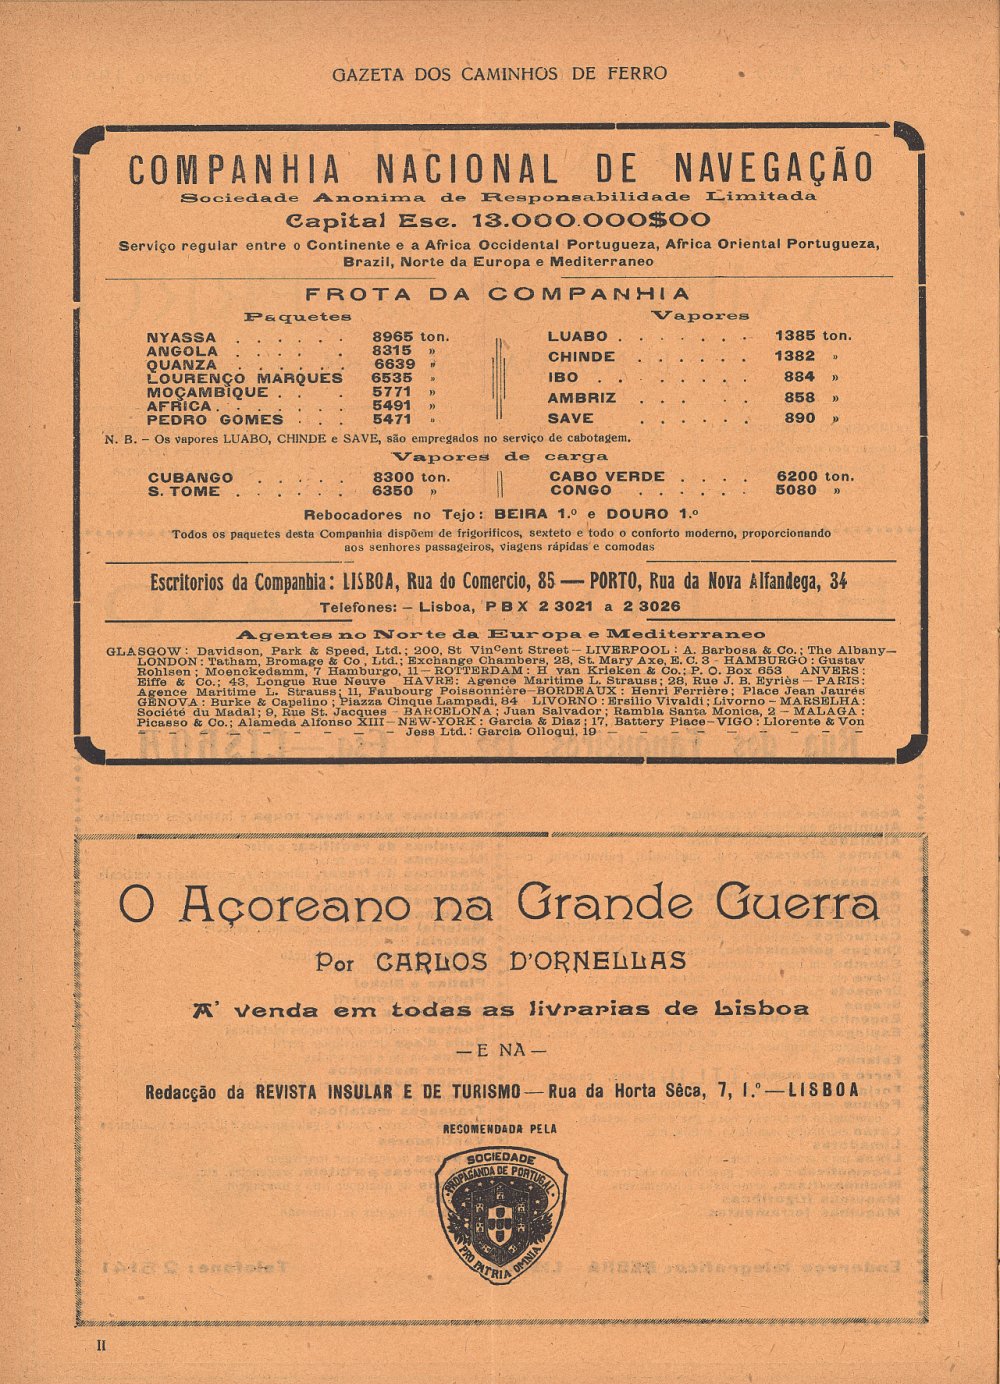 GAZETA DOS CAMINHOS DE FERRO
COMPANHIA NACIONAL DE NAVEGAÇÃO
Sociedade Anonima de Responsabilidade Limitada
Capital Esc. 13.000.000$00
Serviço regular entre o Continente e a Africa Occidental Portugueza, Africa Oriental Portugueza,
Brazil, Norte da Europa e Mediterraneo
FROTA DA COMPANHIA
Paquetes
NYASSA . . . . . . 8965 ton.
ANGOLA . . . . . 8315 »
QUANZA . . . . . . 6639 »
LOURENÇO MARQUES 6535 »
MOÇAMBIQUE . . . . 5771 »
AFRICA . . . . . . . 5491 »
PEDRO GOMES . . . 5471 »
Vapores
LUABO . . . . . . 1385 ton.
CHINDE . . . . . . 1382 »
IBO . . . . . . . 884 »
AMBRIZ . . . . . . 858 »
SAVE . . . . . . 890 »
N. B. – Os vapores LUABO, CHINDE e SAVE, são empregados no serviço de cabotagem.
Vapores de carga
CUBANGO . . . . . 8300 ton.
S. TOME . . . . . 6350 »
CABO VERDE . . . . . 6200 ton.
CONGO . . . . . 5080 »
Rebocadores no Tejo: BEIRA 1.º e DOURO 1.º
Todos os paquetes desta Companhia dispõem de frigorificos, sexteto e todo o conforto moderno, proporcionando
aos senhores passageiros, viagens rápidas e comodas
Escritorios da Companhia: LISBOA, Rua do Comercio, 85 — PORTO, Rua da Nova Alfandega, 34
Telefones: – Lisboa, PBX 2 3021 a 2 3026
Agentes no Norte da Europa e Mediterraneo
GLASGOW: Davidson, Park & Speed, Ltd.; 200, St Vincent Street – LIVERPOOL: A. Barbosa & Co.; The Albany—
LONDON: Tatham, Bromage & Co, Ltd.; Exchange Chambers, 28, St. Mary Axe, E. C. 3 – HAMBURGO: Gustav
Rohlsen; Moenckedamm, 7 Hamburgo, 11 – ROTTERDAM: H van Krieken & Co.; P. O. Box 653 ANVERS:
Eiffe & Co.; 43, Longue Rue Neuve HAVRE: Agence Maritime L. Strauss; 28, Rue J. B. Eyriès – PARIS:
Agence Maritime L. Strauss; 11, Faubourg Poissonnière – BORDEAUX: Henri Ferrière; Place Jean Jaurés
GENOVA: Burke & Capelino; Piazza Cinque Lampadi, 84 LIVORNO: Ersilio Vivaldi; Livorno – MARSELHA:
Société du Madal; 9, Rue St. Jacques – BARCELONA; Juan Salvador; Rambla Santa Monica, 2 – MALAGA:
Picasso & Co.; Alameda Alfonso XIII – NEW-YORK: Garcia & Diaz; 17, Battery Place – VIGO: Llorente & Von
Jess Ltd.: Garcia Olloqui, 19
O Açoreano na Grande Guerra
Por CARLOS D'ORNELLAS
A' venda em todas as livrarias de Lisboa
— E NA —
Redacção da REVISTA INSULAR E DE TURISMO — Rua da Horta Sêca, 7, 1.º — LISBOA
RECOMENDADA PELA
SOCIEDADE
PROPAGANDA DE PORTUGAL
PRO PATRIA OMNIA
II